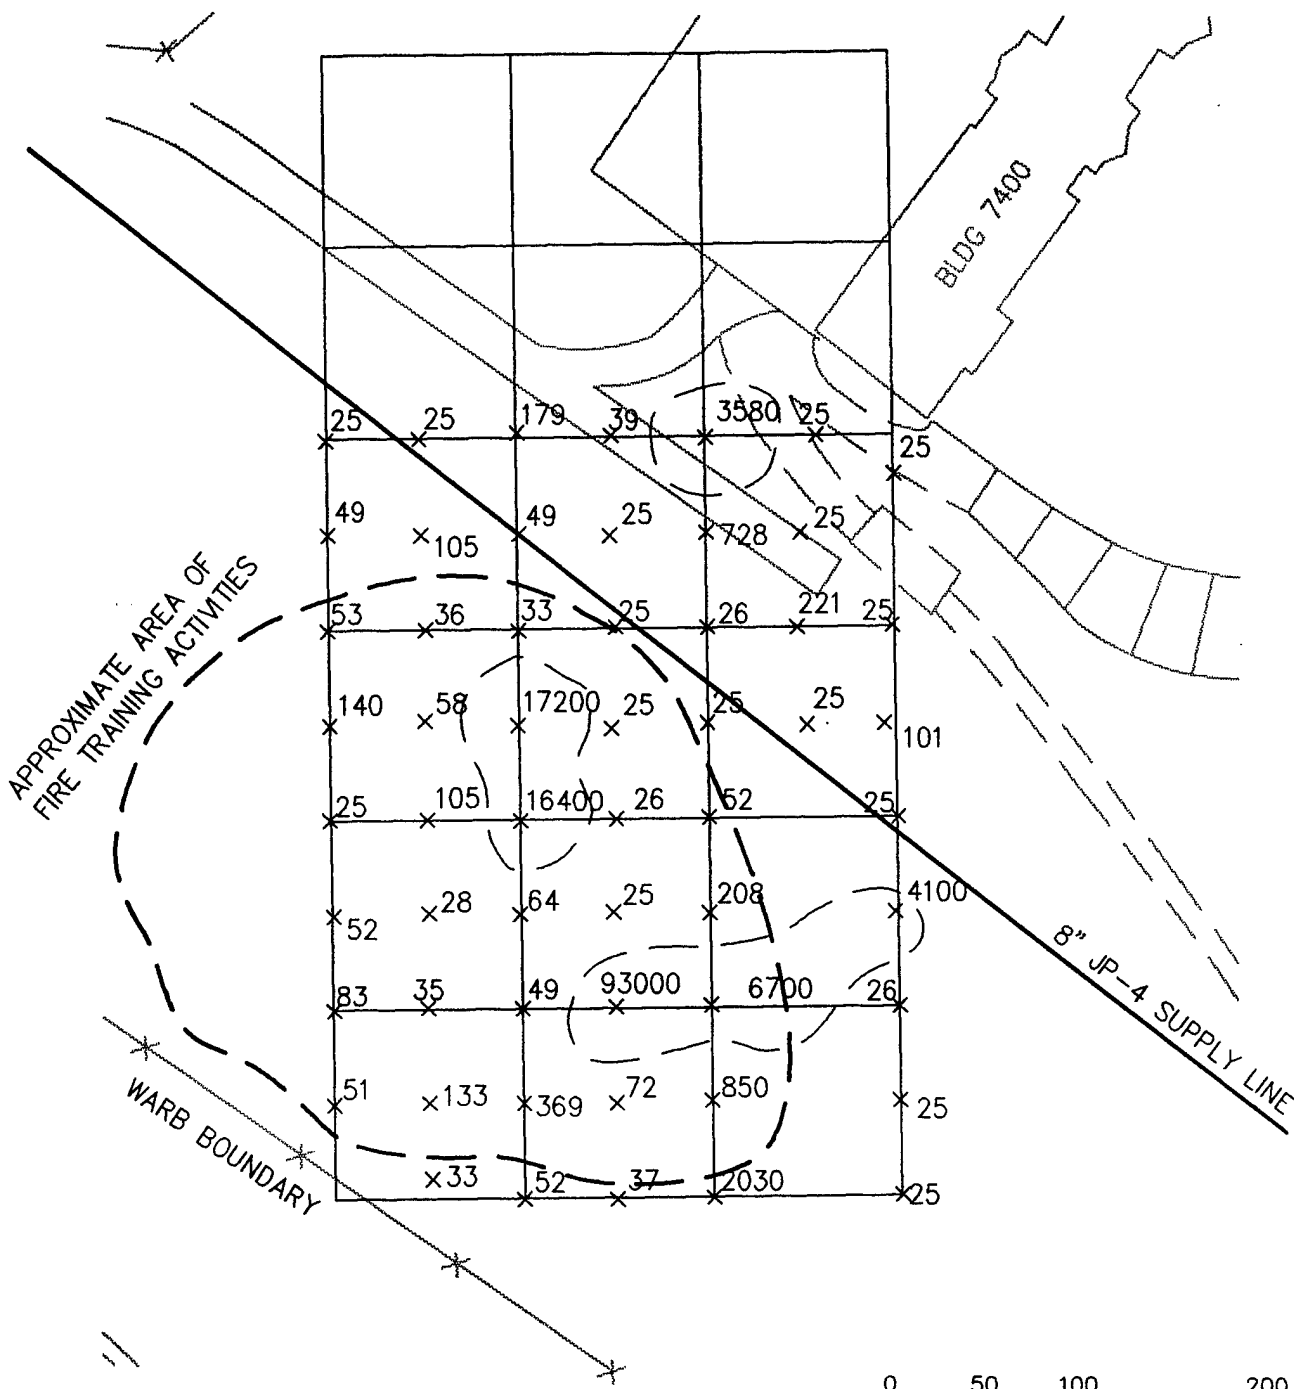 BLDG 7400
25 25 179 39 3580 25
25
49 105 49 25 728 25
APPROXIMATE AREA OF
FIRE TRAINING ACTIVITIES
53 36 33 25 26 221 25
140 58 17200 25 25 25 101
25 105 16400 26 52 25
52 28 64 25 208 4100
8" JP-4 SUPPLY LINE
83 35 49 93000 6700 26
51 133 369 72 850 25
WARB BOUNDARY
33 52 37 2030 25
0 50 100 200